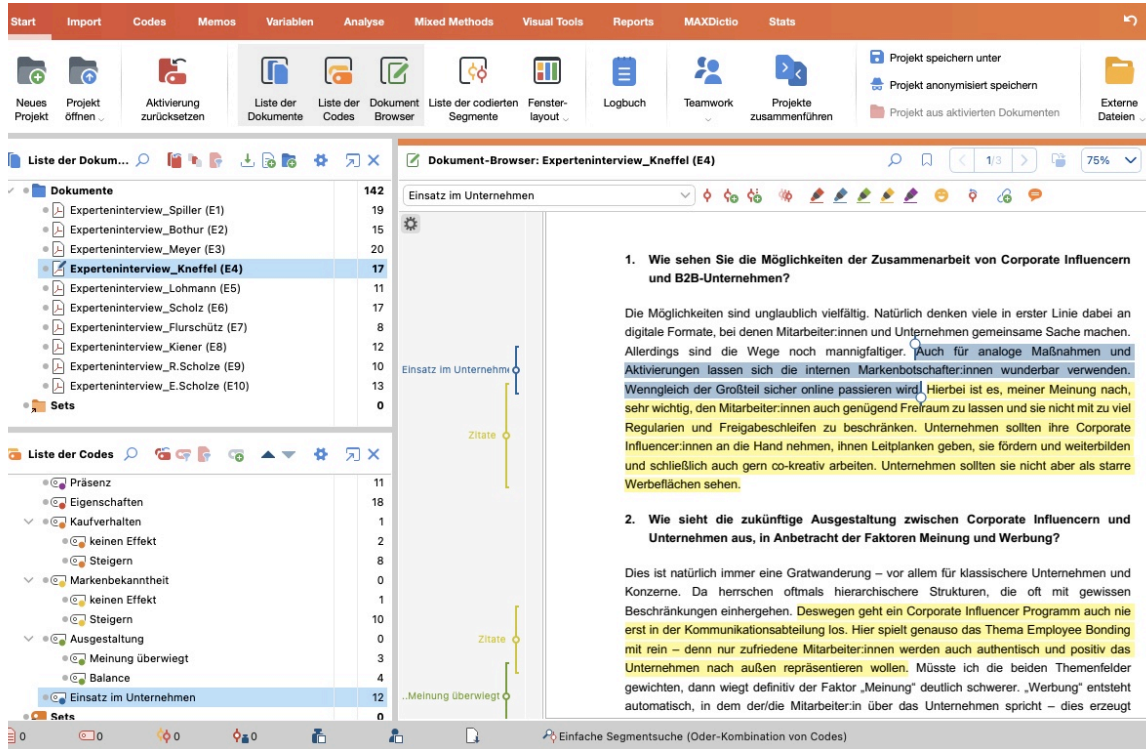 Start Import Codes Memos Variablen Analyse Mixed Methods Visual Tools Reports MAXDictio Stats
Neues Projekt
Projekt öffnen
Aktivierung zurücksetzen
Liste der Dokumente
Liste der Codes
Dokument Browser
Liste der codierten Segmente
Fenster-layout
Logbuch
Teamwork
Projekte zusammenführen
Projekt speichern unter
Projekt anonymisiert speichern
Projekt aus aktivierten Dokumenten
Externe Dateien
Liste der Dokum...
Dokumente 142
Experteninterview_Spiller (E1) 19
Experteninterview_Bothur (E2) 15
Experteninterview_Meyer (E3) 20
Experteninterview_Kneffel (E4) 17
Experteninterview_Lohmann (E5) 11
Experteninterview_Scholz (E6) 17
Experteninterview_Flurschütz (E7) 8
Experteninterview_Kiener (E8) 12
Experteninterview_R.Scholze (E9) 10
Experteninterview_E.Scholze (E10) 13
Sets 0
Liste der Codes
Präsenz 11
Eigenschaften 18
Kaufverhalten 1
keinen Effekt 2
Steigern 8
Markenbekanntheit 0
keinen Effekt 1
Steigern 10
Ausgestaltung 0
Meinung überwiegt 3
Balance 4
Einsatz im Unternehmen 12
Sets 0
Dokument-Browser: Experteninterview_Kneffel (E4)
1/3
75%
Einsatz im Unternehmen
Einsatz im Unternehme
Zitate
Zitate
..Meinung überwiegt
1. Wie sehen Sie die Möglichkeiten der Zusammenarbeit von Corporate Influencern
und B2B-Unternehmen?
Die Möglichkeiten sind unglaublich vielfältig. Natürlich denken viele in erster Linie dabei an
digitale Formate, bei denen Mitarbeiter:innen und Unternehmen gemeinsame Sache machen.
Allerdings sind die Wege noch mannigfaltiger. Auch für analoge Maßnahmen und
Aktivierungen lassen sich die internen Markenbotschafter:innen wunderbar verwenden.
Wenngleich der Großteil sicher online passieren wird. Hierbei ist es, meiner Meinung nach,
sehr wichtig, den Mitarbeiter:innen auch genügend Freiraum zu lassen und sie nicht mit zu viel
Regularien und Freigabeschleifen zu beschränken. Unternehmen sollten ihre Corporate
Influencer:innen an die Hand nehmen, ihnen Leitplanken geben, sie fördern und weiterbilden
und schließlich auch gern co-kreativ arbeiten. Unternehmen sollten sie nicht aber als starre
Werbeflächen sehen.
2. Wie sieht die zukünftige Ausgestaltung zwischen Corporate Influencern und
Unternehmen aus, in Anbetracht der Faktoren Meinung und Werbung?
Dies ist natürlich immer eine Gratwanderung – vor allem für klassischere Unternehmen und
Konzerne. Da herrschen oftmals hierarchischere Strukturen, die oft mit gewissen
Beschränkungen einhergehen. Deswegen geht ein Corporate Influencer Programm auch nie
erst in der Kommunikationsabteilung los. Hier spielt genauso das Thema Employee Bonding
mit rein – denn nur zufriedene Mitarbeiter:innen werden auch authentisch und positiv das
Unternehmen nach außen repräsentieren wollen. Müsste ich die beiden Themenfelder
gewichten, dann wiegt definitiv der Faktor „Meinung“ deutlich schwerer. „Werbung“ entsteht
automatisch, in dem der/die Mitarbeiter:in über das Unternehmen spricht – dies erzeugt
0 0 0 0
Einfache Segmentsuche (Oder-Kombination von Codes)